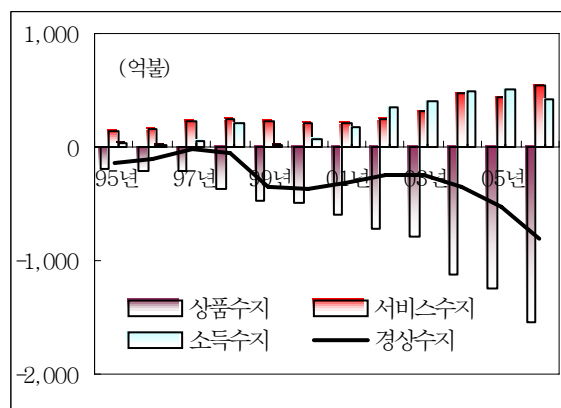 1,000
(억불)
0
95년 97년 99년 01년 03년 05년
-1,000
상품수지 서비스수지
소득수지 경상수지
-2,000